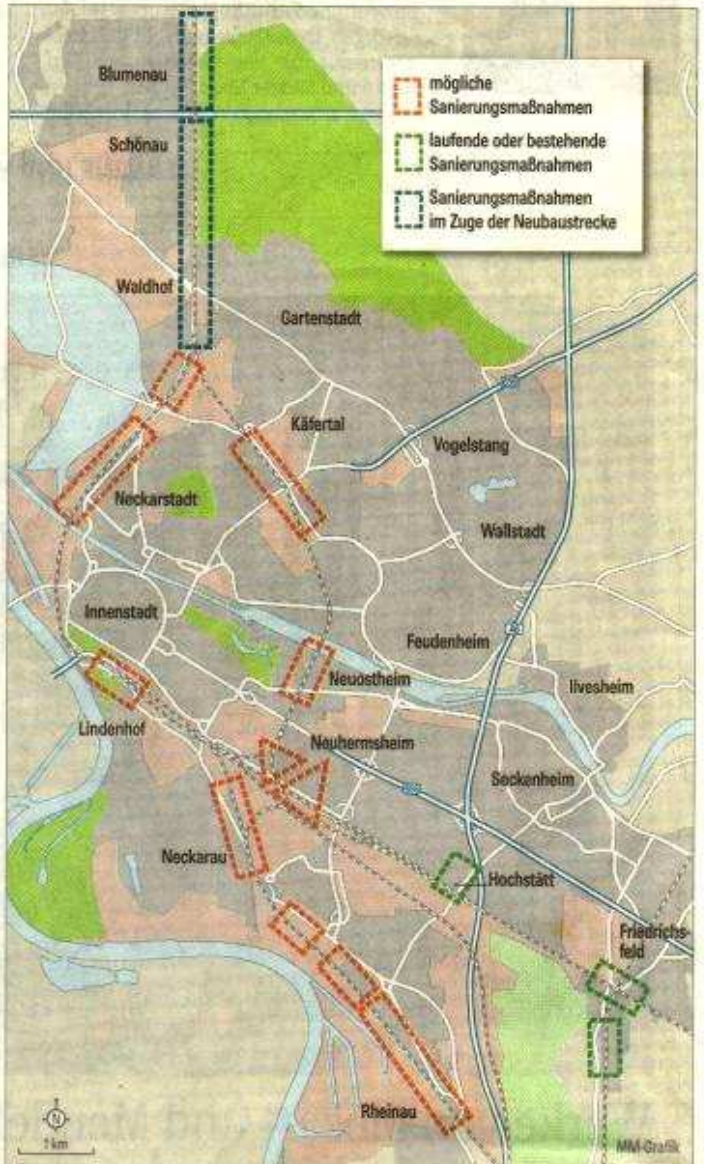 mögliche
Sanierungsmaßnahmen
laufende oder bestehende
Sanierungsmaßnahmen
Sanierungsmaßnahmen
im Zuge der Neubaustrecke
Blumenau
Schönau
Waldhof
Gartenstadt
Käfertal
Vogelstang
Neckarstadt
Wallstadt
Innenstadt
Feudenheim
Neuostheim
Ilvesheim
Lindenhof
Neuhermsheim
Seckenheim
Neckarau
Hochstätt
Friedrichs-
feld
Rheinau
N
1 km
MM-Grafik